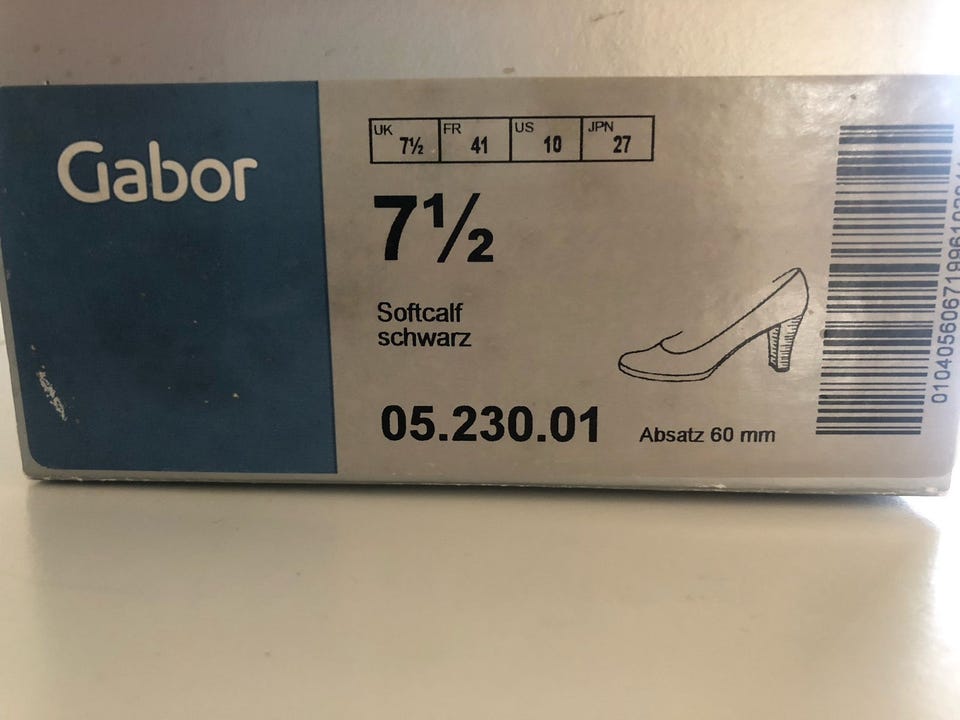 Gabor
UK 7½ FR 41 US 10 JPN 27
7½
Softcalf
schwarz
05.230.01
Absatz 60 mm